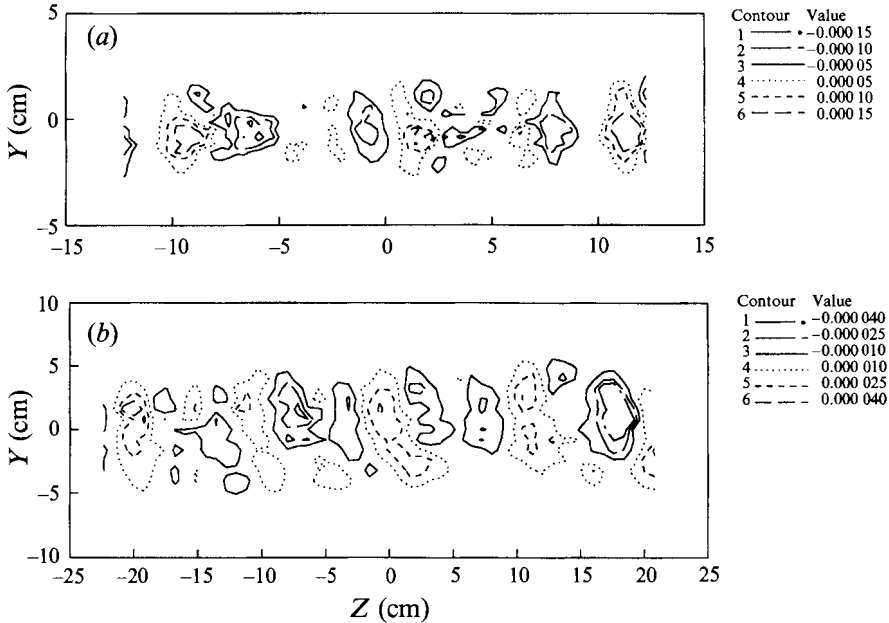 (a)
5
0
−5
Y (cm)
−15 −10 −5 0 5 10 15
Contour Value
1 −0.000 15
2 −0.000 10
3 −0.000 05
4 0.000 05
5 0.000 10
6 0.000 15
(b)
10
5
0
−5
−10
Y (cm)
−25 −20 −15 −10 −5 0 5 10 15 20 25
Z (cm)
Contour Value
1 −0.000 040
2 −0.000 025
3 −0.000 010
4 0.000 010
5 0.000 025
6 0.000 040